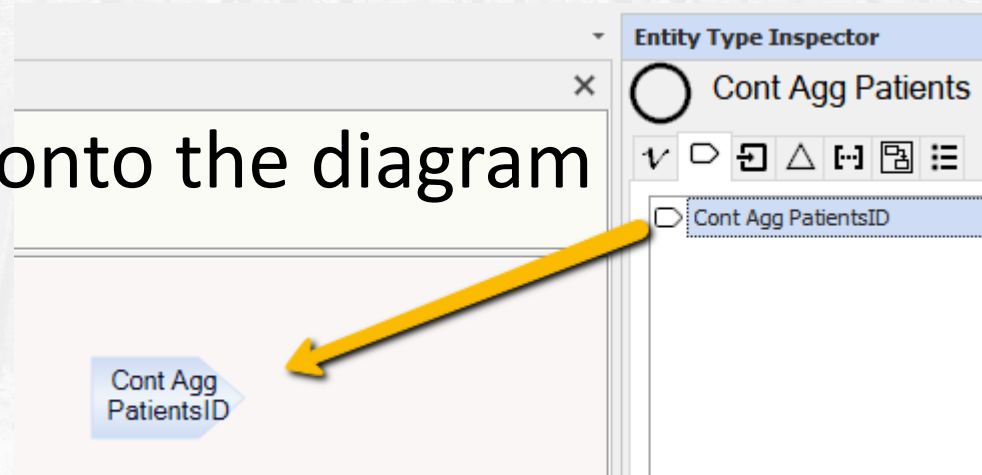 Entity Type Inspector
Cont Agg Patients
onto the diagram
Cont Agg PatientsID
Cont Agg
PatientsID